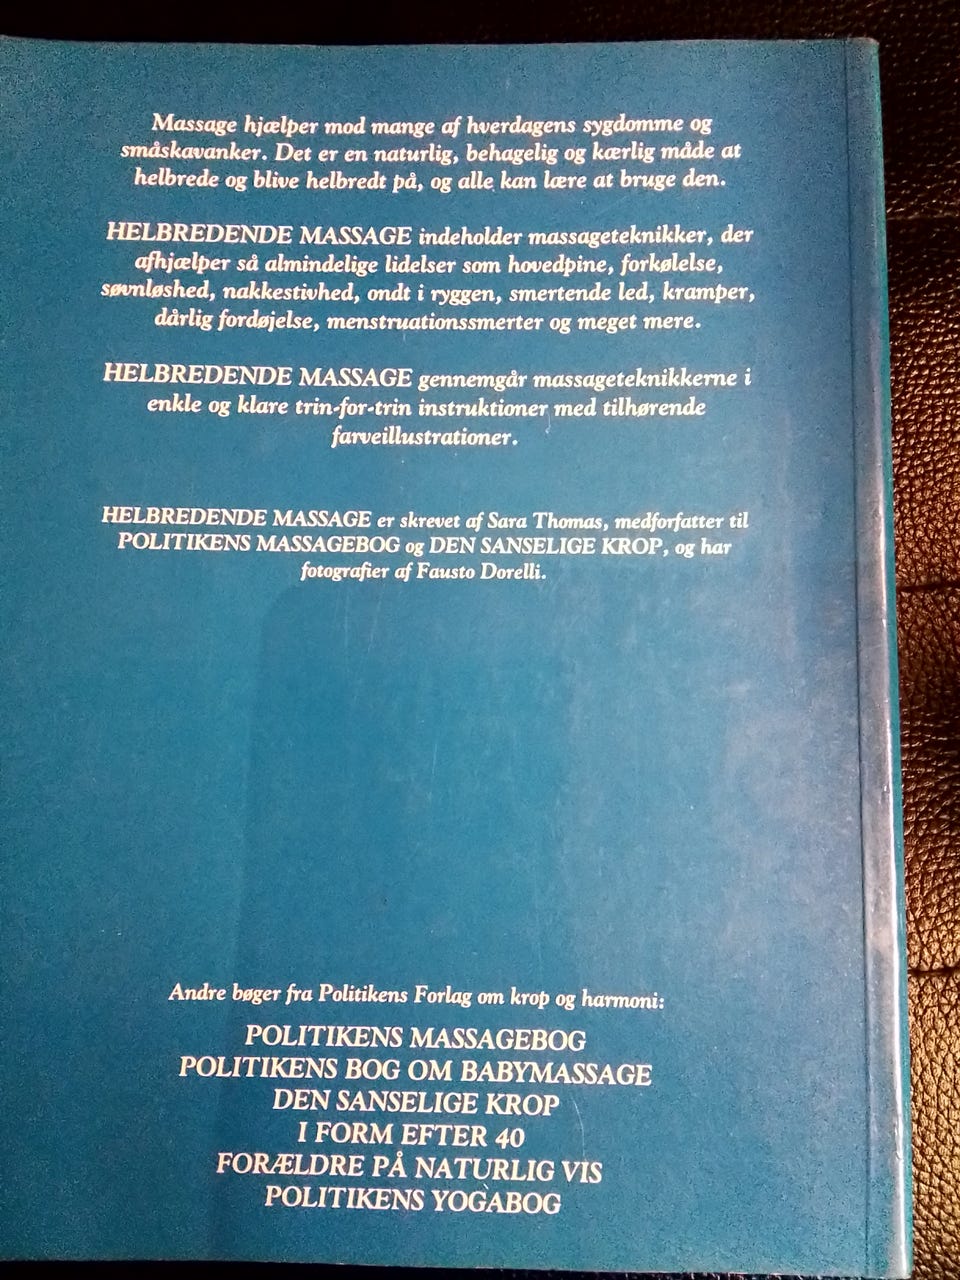 Massage hjælper mod mange af hverdagens sygdomme og
småskavanker. Det er en naturlig, behagelig og kærlig måde at
helbrede og blive helbredt på, og alle kan lære at bruge den.
HELBREDENDE MASSAGE indeholder massageteknikker, der
afhjælper så almindelige lidelser som hovedpine, forkølelse,
søvnløshed, nakkestivhed, ondt i ryggen, smertende led, kramper,
dårlig fordøjelse, menstruationssmerter og meget mere.
HELBREDENDE MASSAGE gennemgår massageteknikkerne i
enkle og klare trin-for-trin instruktioner med tilhørende
farveillustrationer.
HELBREDENDE MASSAGE er skrevet af Sara Thomas, medforfatter til
POLITIKENS MASSAGEBOG og DEN SANSELIGE KROP, og har
fotografier af Fausto Dorelli.
Andre bøger fra Politikens Forlag om krop og harmoni:
POLITIKENS MASSAGEBOG
POLITIKENS BOG OM BABYMASSAGE
DEN SANSELIGE KROP
I FORM EFTER 40
FORÆLDRE PÅ NATURLIG VIS
POLITIKENS YOGABOG